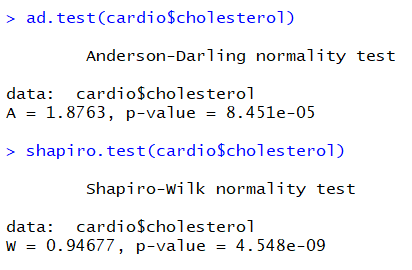 > ad.test(cardio$cholesterol)
Anderson-Darling normality test
data:  cardio$cholesterol
A = 1.8763, p-value = 8.451e-05
> shapiro.test(cardio$cholesterol)
Shapiro-Wilk normality test
data:  cardio$cholesterol
W = 0.94677, p-value = 4.548e-09